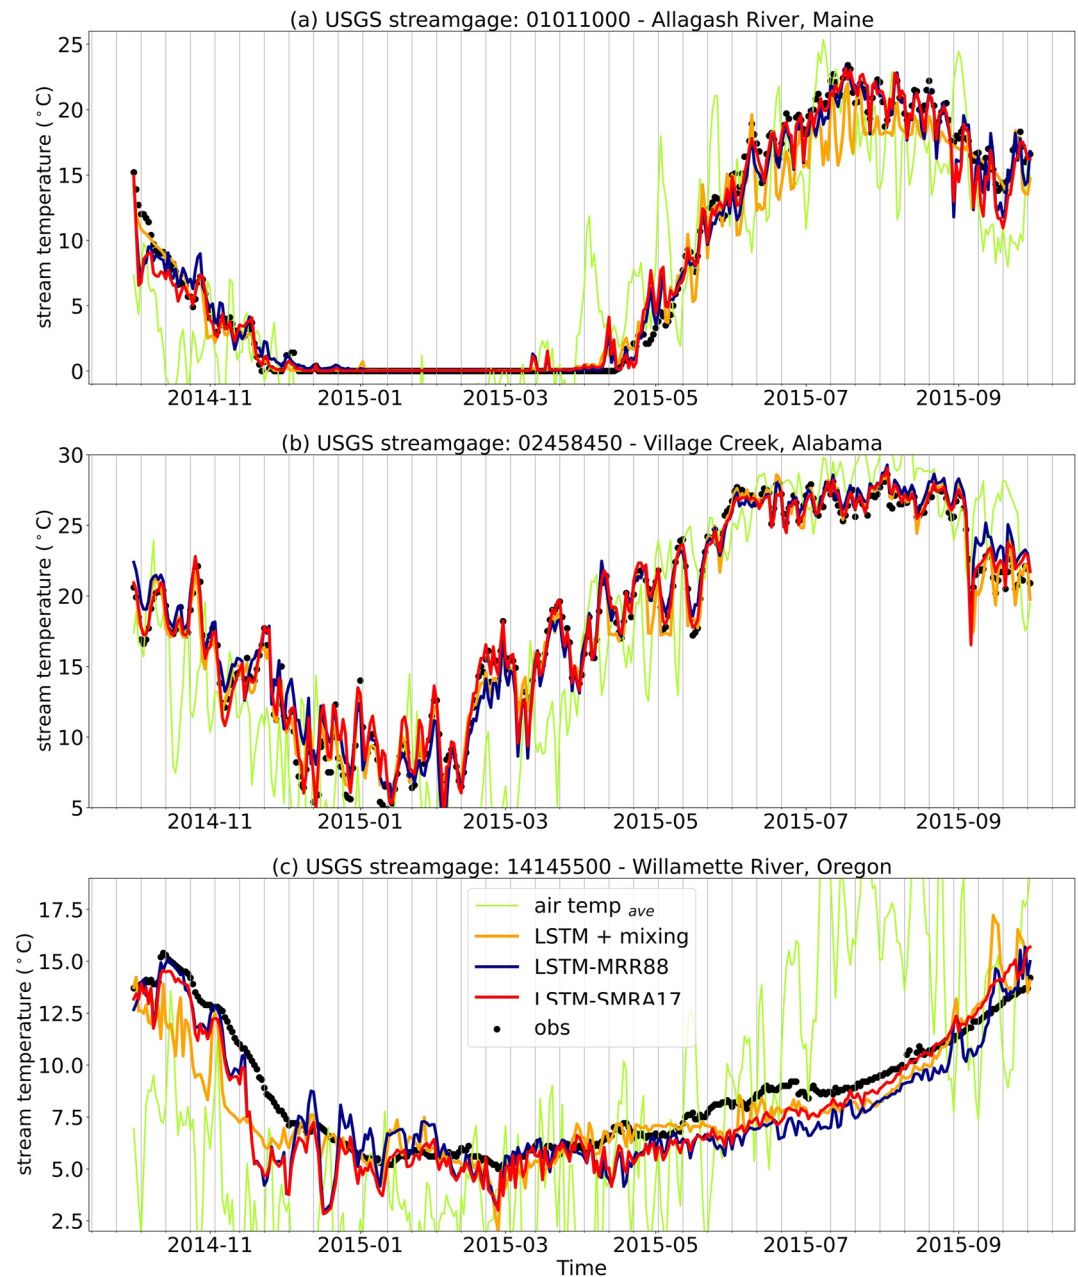 (a) USGS streamgage: 01011000 - Allagash River, Maine
25
20
15
10
5
0
stream temperature (°C)
2014-11 2015-01 2015-03 2015-05 2015-07 2015-09
(b) USGS streamgage: 02458450 - Village Creek, Alabama
30
25
20
15
10
5
stream temperature (°C)
2014-11 2015-01 2015-03 2015-05 2015-07 2015-09
(c) USGS streamgage: 14145500 - Willamette River, Oregon
17.5
15.0
12.5
10.0
7.5
5.0
2.5
stream temperature (°C)
air temp ave
LSTM + mixing
LSTM-MRR88
LSTM-SMRA17
obs
2014-11 2015-01 2015-03 2015-05 2015-07 2015-09
Time